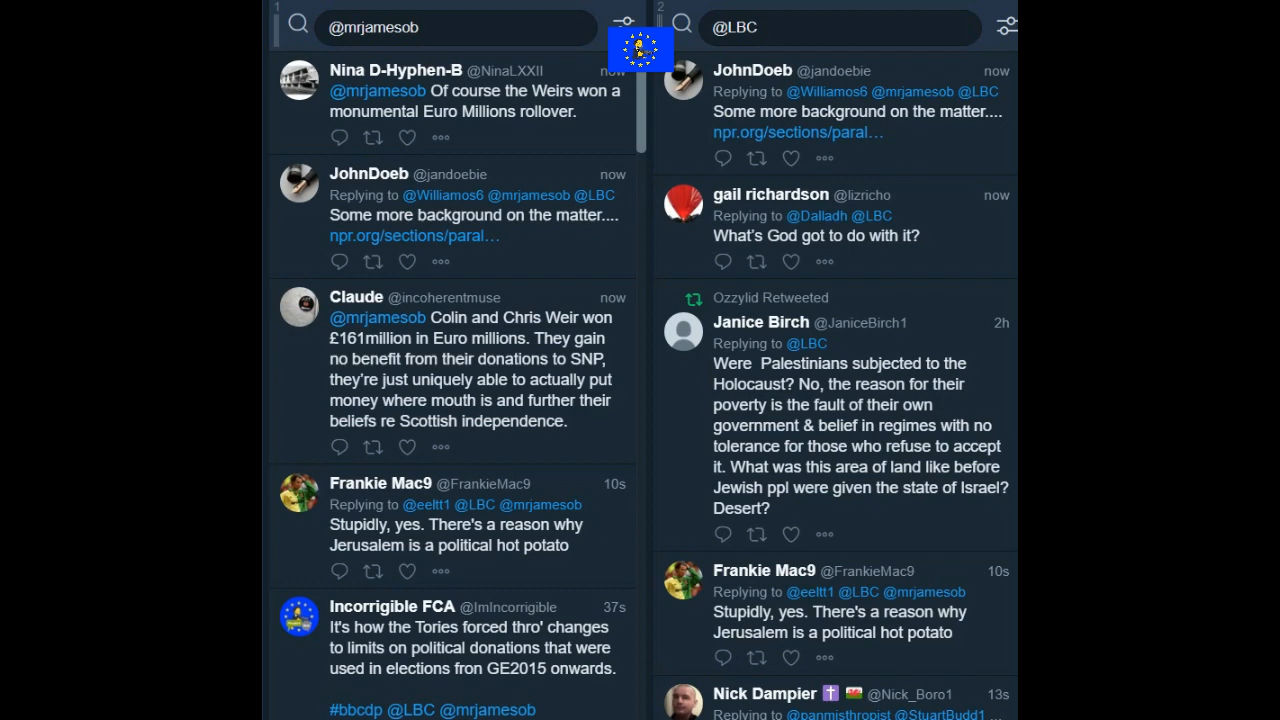 1
@mrjamesob
Nina D-Hyphen-B @NinaLXXII now
@mrjamesob Of course the Weirs won a
monumental Euro Millions rollover.
JohnDoeb @jandoebie now
Replying to @Williamos6 @mrjamesob @LBC
Some more background on the matter....
npr.org/sections/paral…
Claude @incoherentmuse now
@mrjamesob Colin and Chris Weir won
£161million in Euro millions. They gain
no benefit from their donations to SNP,
they're just uniquely able to actually put
money where mouth is and further their
beliefs re Scottish independence.
Frankie Mac9 @FrankieMac9 10s
Replying to @eeltt1 @LBC @mrjamesob
Stupidly, yes. There's a reason why
Jerusalem is a political hot potato
Incorrigible FCA @ImIncorrigible 37s
It's how the Tories forced thro' changes
to limits on political donations that were
used in elections fron GE2015 onwards.
#bbcdp @LBC @mrjamesob
2
@LBC
JohnDoeb @jandoebie now
Replying to @Williamos6 @mrjamesob @LBC
Some more background on the matter....
npr.org/sections/paral…
gail richardson @lizricho now
Replying to @Dalladh @LBC
What's God got to do with it?
Ozzylid Retweeted
Janice Birch @JaniceBirch1 2h
Replying to @LBC
Were Palestinians subjected to the
Holocaust? No, the reason for their
poverty is the fault of their own
government & belief in regimes with no
tolerance for those who refuse to accept
it. What was this area of land like before
Jewish ppl were given the state of Israel?
Desert?
Frankie Mac9 @FrankieMac9 10s
Replying to @eeltt1 @LBC @mrjamesob
Stupidly, yes. There's a reason why
Jerusalem is a political hot potato
Nick Dampier @Nick_Boro1 13s
Replying to @panmisthropist @StuartBudd1 ...